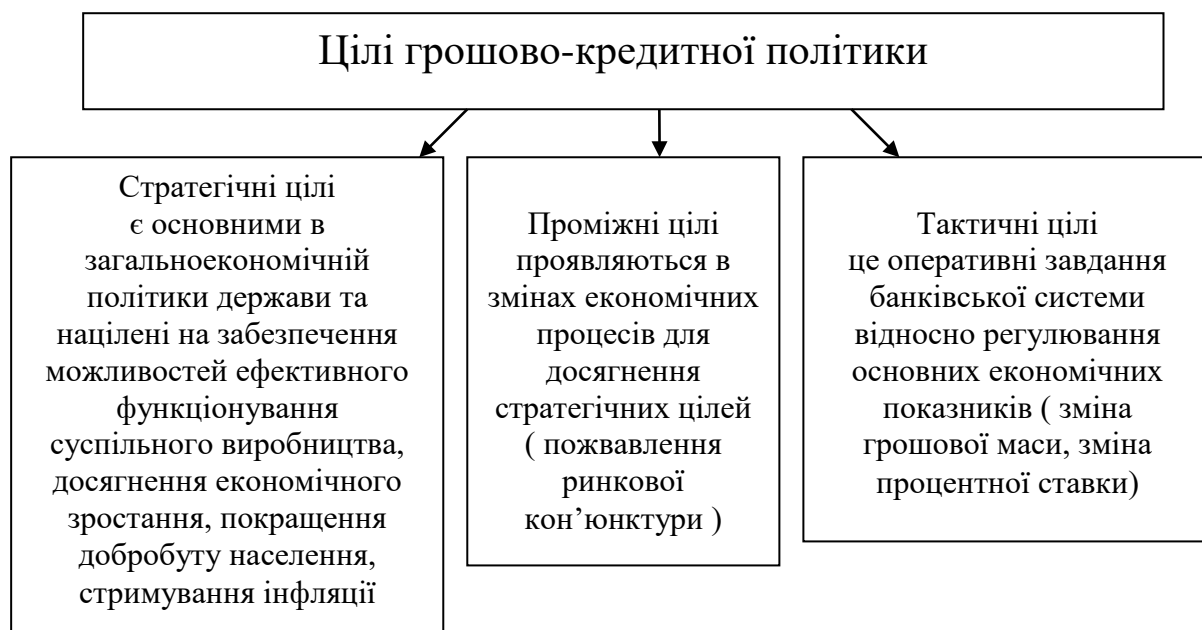 Цілі грошово-кредитної політики
Стратегічні цілі
є основними в
загальноекономічній
політики держави та
націлені на забезпечення
можливостей ефективного
функціонування
суспільного виробництва,
досягнення економічного
зростання, покращення
добробуту населення,
стримування інфляції
Проміжні цілі
проявляються в
змінах економічних
процесів для
досягнення
стратегічних цілей
( пожвавлення
ринкової
кон’юнктури )
Тактичні цілі
це оперативні завдання
банківської системи
відносно регулювання
основних економічних
показників ( зміна
грошової маси, зміна
процентної ставки)